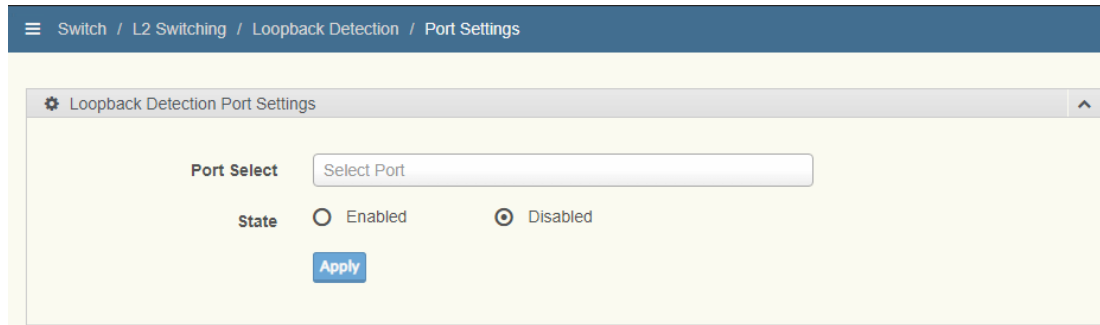 Switch / L2 Switching / Loopback Detection / Port Settings
Loopback Detection Port Settings
Port Select Select Port
State Enabled Disabled
Apply